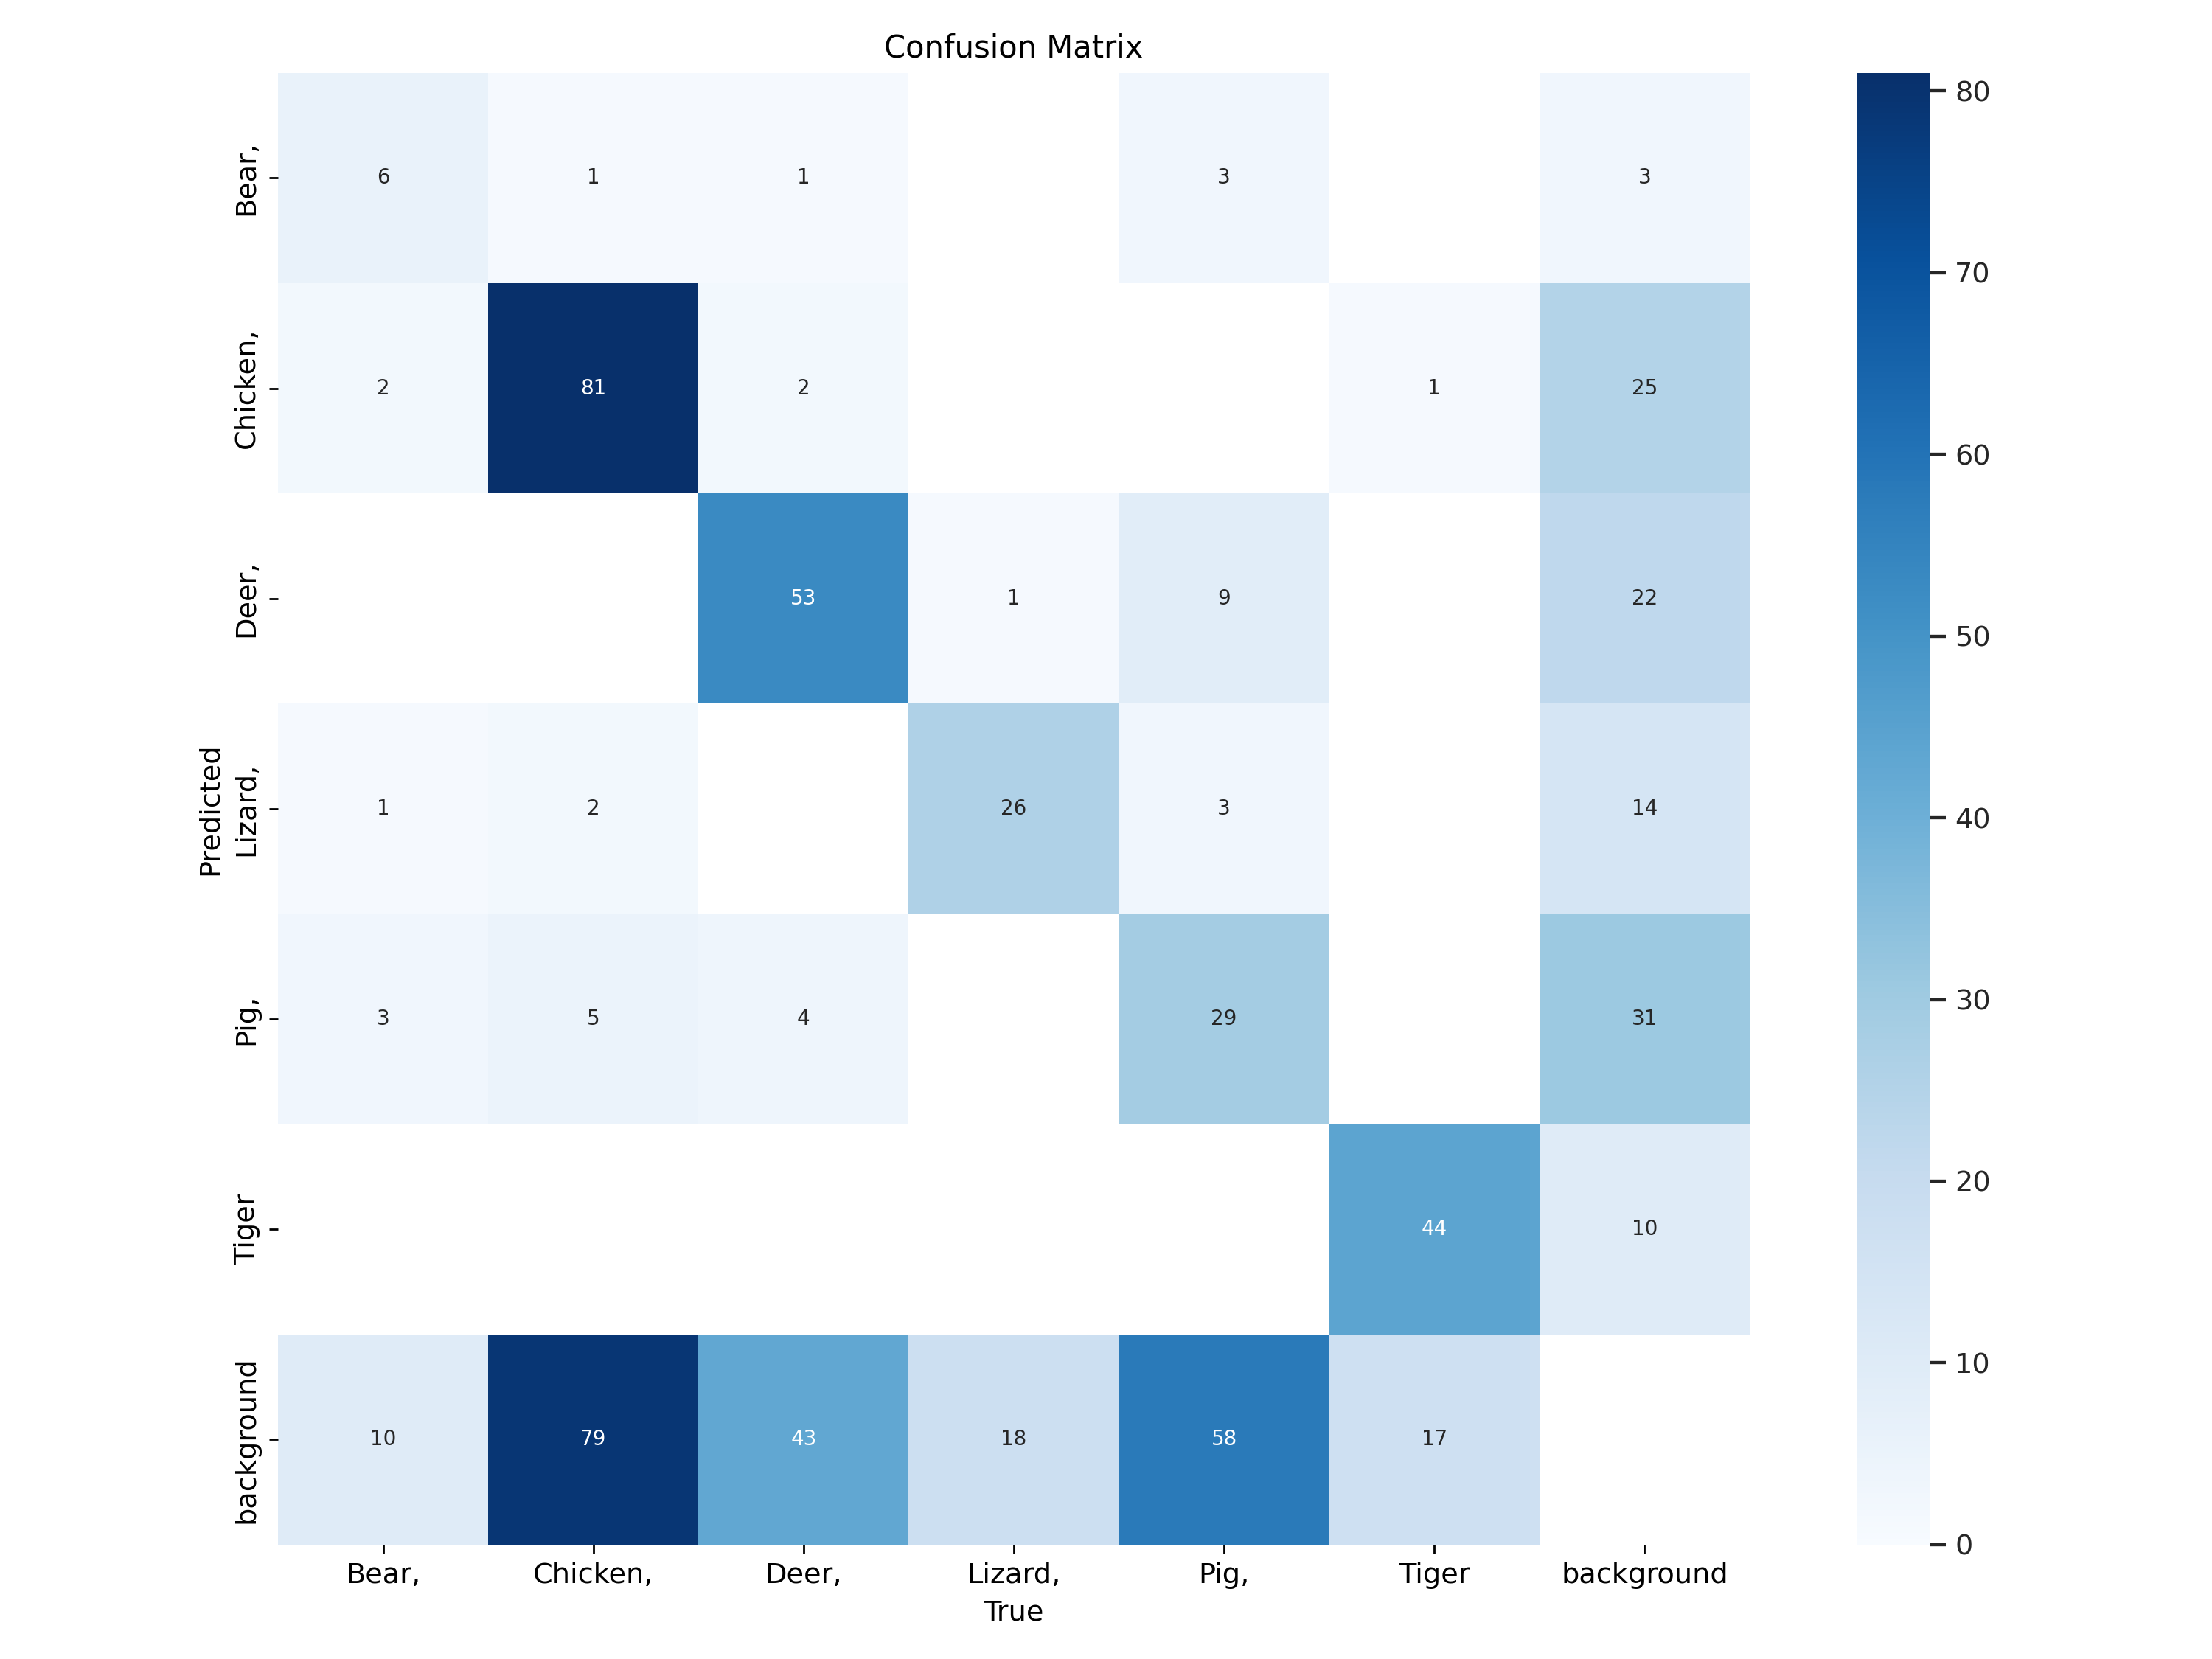 Confusion Matrix
Bear, 6 1 1 3 3
Chicken, 2 81 2 1 25
Deer, 53 1 9 22
Lizard, 1 2 26 3 14
Pig, 3 5 4 29 31
Tiger 44 10
background 10 79 43 18 58 17
Predicted
Bear, Chicken, Deer, Lizard, Pig, Tiger background
True
80
70
60
50
40
30
20
10
0